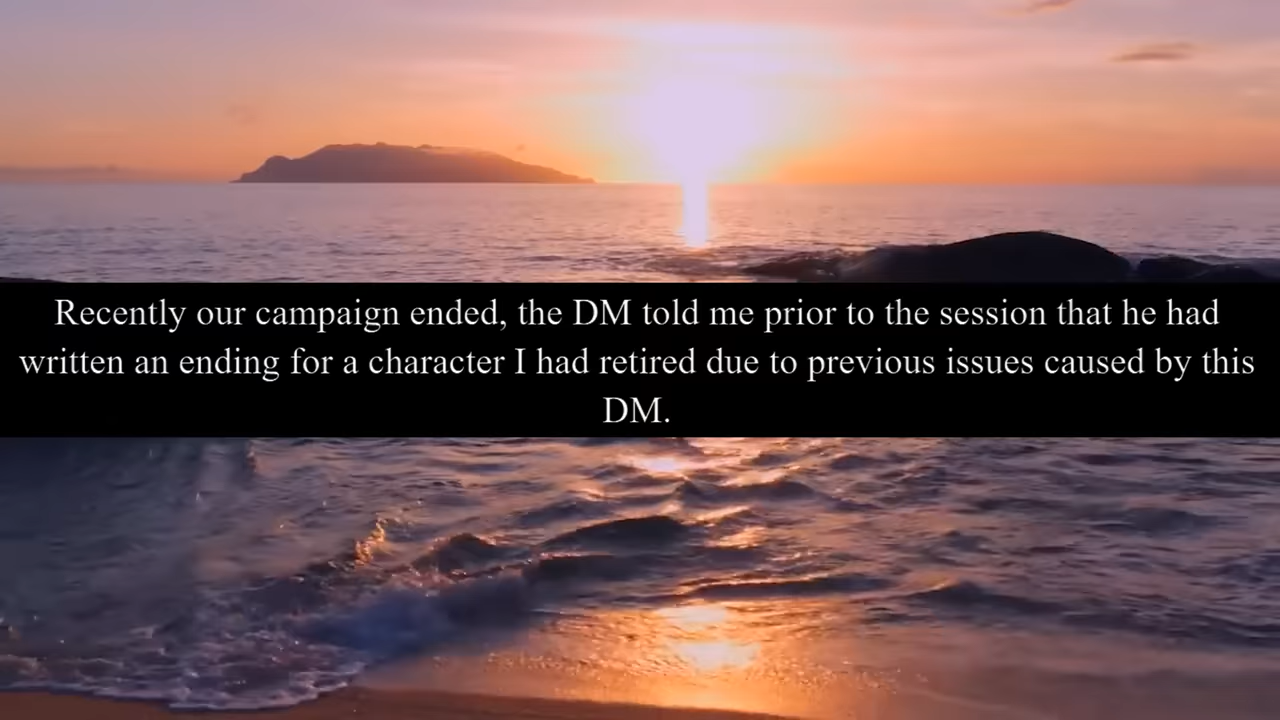 Recently our campaign ended, the DM told me prior to the session that he had
written an ending for a character I had retired due to previous issues caused by this
DM.